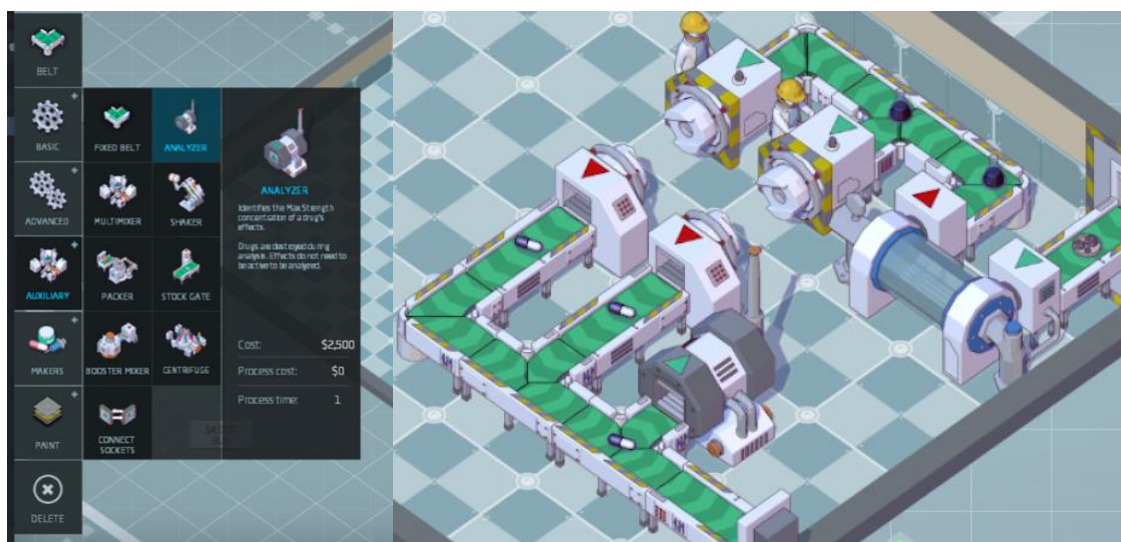 BELT
BASIC
ADVANCED
AUXILIARY
MAKERS
PAINT
DELETE
FIXED BELT
ANALYZER
MULTIMIXER
SHAKER
PACKER
STOCK GATE
BOOSTER MIXER
CENTRIFUGE
CONNECT
SOCKETS
ANALYZER
Identifies the Max Strength
concentration of a drug's
effects.
Drugs are destroyed during
analysis. Effects do not need to
be active to be analyzed.
Cost: $2,500
Process cost: $0
Process time: 1